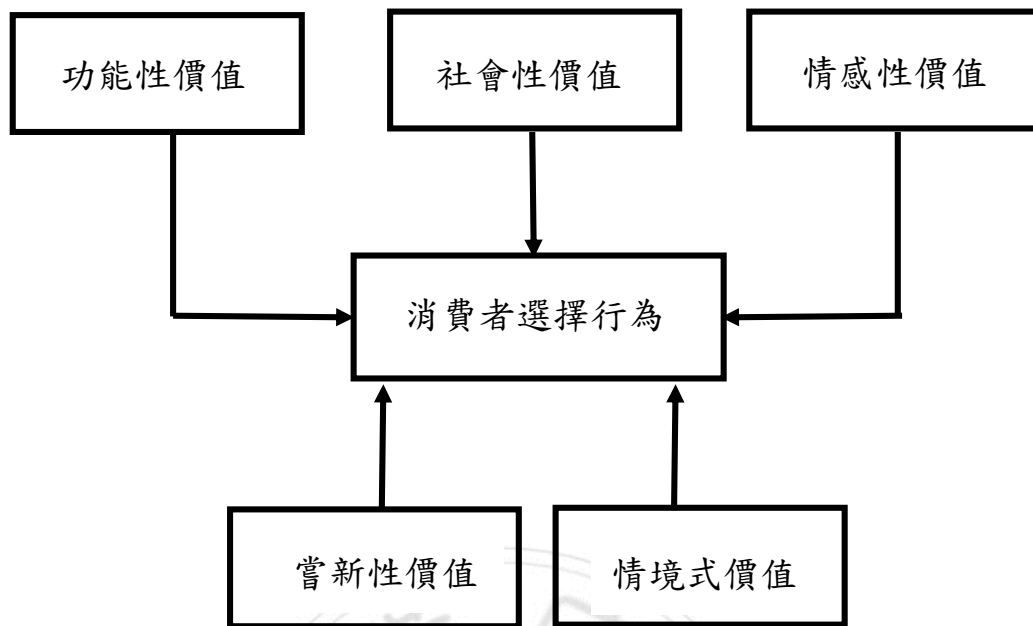 功能性價值
社會性價值
情感性價值
消費者選擇行為
嘗新性價值
情境式價值